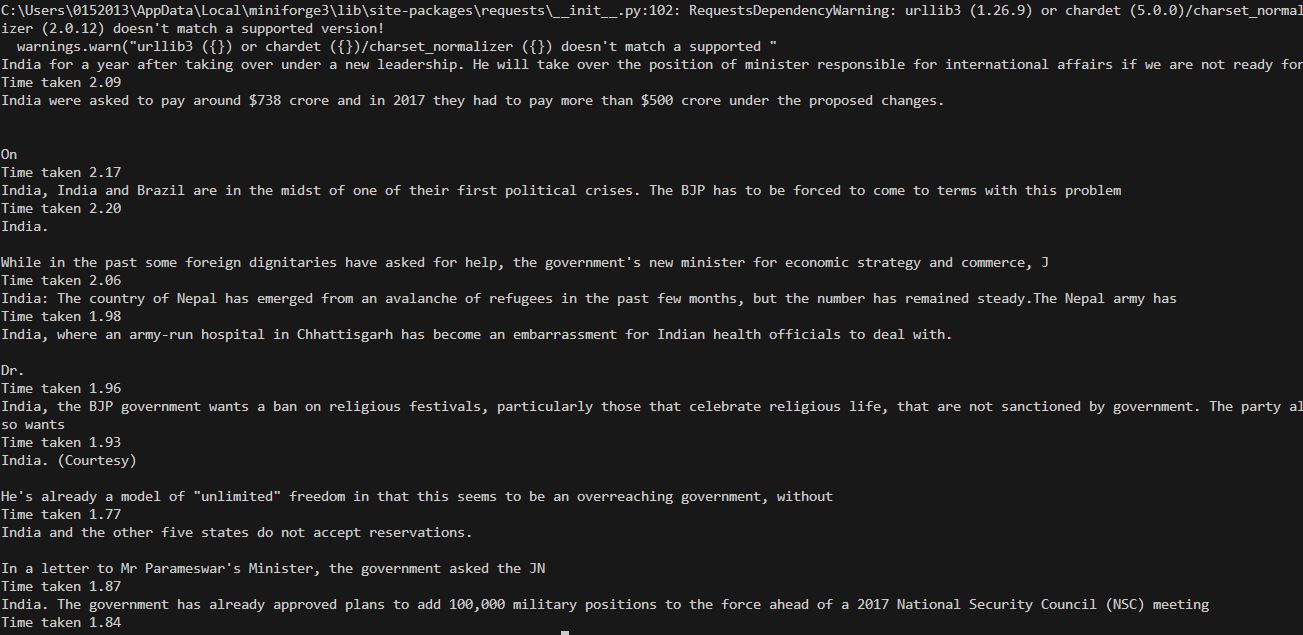 C:\Users\0152013\AppData\Local\miniforge3\lib\site-packages\requests\__init__.py:102: RequestsDependencyWarning: urllib3 (1.26.9) or chardet (5.0.0)/charset_normal
izer (2.0.12) doesn't match a supported version!
  warnings.warn("urllib3 ({}) or chardet ({})/charset_normalizer ({}) doesn't match a supported "
India for a year after taking over under a new leadership. He will take over the position of minister responsible for international affairs if we are not ready for
Time taken 2.09
India were asked to pay around $738 crore and in 2017 they had to pay more than $500 crore under the proposed changes.
On
Time taken 2.17
India, India and Brazil are in the midst of one of their first political crises. The BJP has to be forced to come to terms with this problem
Time taken 2.20
India.
While in the past some foreign dignitaries have asked for help, the government's new minister for economic strategy and commerce, J
Time taken 2.06
India: The country of Nepal has emerged from an avalanche of refugees in the past few months, but the number has remained steady.The Nepal army has
Time taken 1.98
India, where an army-run hospital in Chhattisgarh has become an embarrassment for Indian health officials to deal with.
Dr.
Time taken 1.96
India, the BJP government wants a ban on religious festivals, particularly those that celebrate religious life, that are not sanctioned by government. The party al
so wants
Time taken 1.93
India. (Courtesy)
He's already a model of "unlimited" freedom in that this seems to be an overreaching government, without
Time taken 1.77
India and the other five states do not accept reservations.
In a letter to Mr Parameswar's Minister, the government asked the JN
Time taken 1.87
India. The government has already approved plans to add 100,000 military positions to the force ahead of a 2017 National Security Council (NSC) meeting
Time taken 1.84